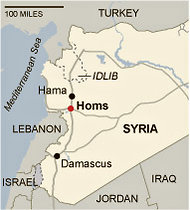 100 MILES
TURKEY
Mediterranean Sea
IDLIB
Hama
Homs
LEBANON
SYRIA
Damascus
ISRAEL
IRAQ
JORDAN